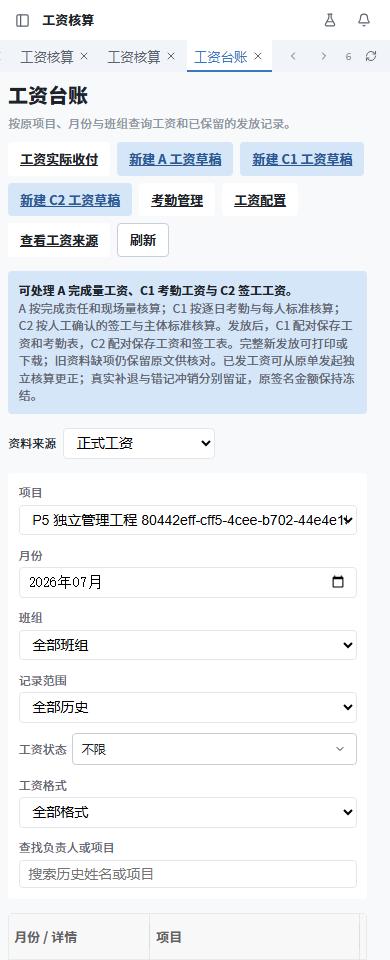 工资核算
工资核算 × 工资核算 × 工资台账 × 6
工资台账
按原项目、月份与班组查询工资和已保留的发放记录。
工资实际收付 新建 A 工资草稿 新建 C1 工资草稿
新建 C2 工资草稿 考勤管理 工资配置
查看工资来源 刷新
可处理 A 完成量工资、C1 考勤工资与 C2 签工工资。
A 按完成责任和现场量核算；C1 按逐日考勤与每人标准核算；
C2 按人工确认的签工与主体标准核算。发放后，C1 配对保存工
资和考勤表，C2 配对保存工资和签工表。完整新发放可打印或
下载；旧资料缺项仍保留原文供核对。已发工资可从原单发起独
立核算更正；真实补退与错记冲销分别留证，原签名金额保持冻
结。
资料来源 正式工资
项目
P5 独立管理工程 80442eff-cff5-4cee-b702-44e4e1
月份
2026年07月
班组
全部班组
记录范围
全部历史
工资状态 不限
工资格式
全部格式
查找负责人或项目
搜索历史姓名或项目
月份 / 详情 项目